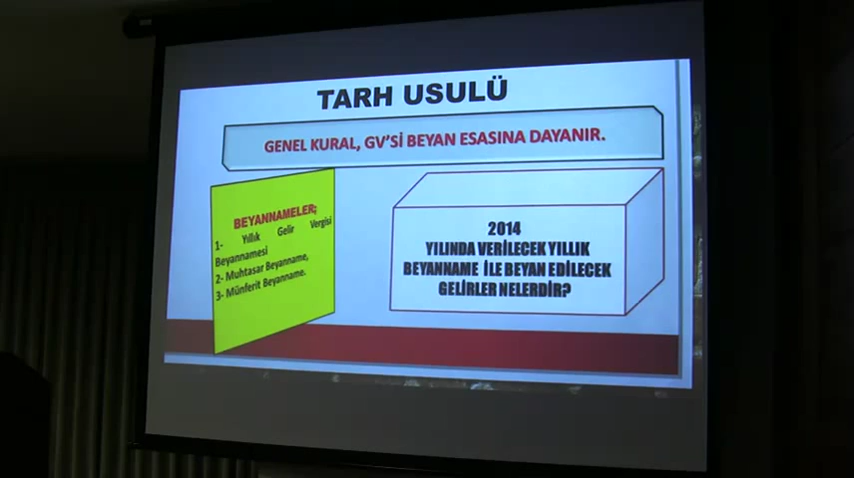 TARH USULÜ
GENEL KURAL, GV'Sİ BEYAN ESASINA DAYANIR.
BEYANNAMELER;
1- Yıllık Gelir Vergisi
Beyannamesi
2- Muhtasar Beyanname,
3- Münferit Beyanname.
2014
YILINDA VERİLECEK YILLIK
BEYANNAME İLE BEYAN EDİLECEK
GELİRLER NELERDİR?